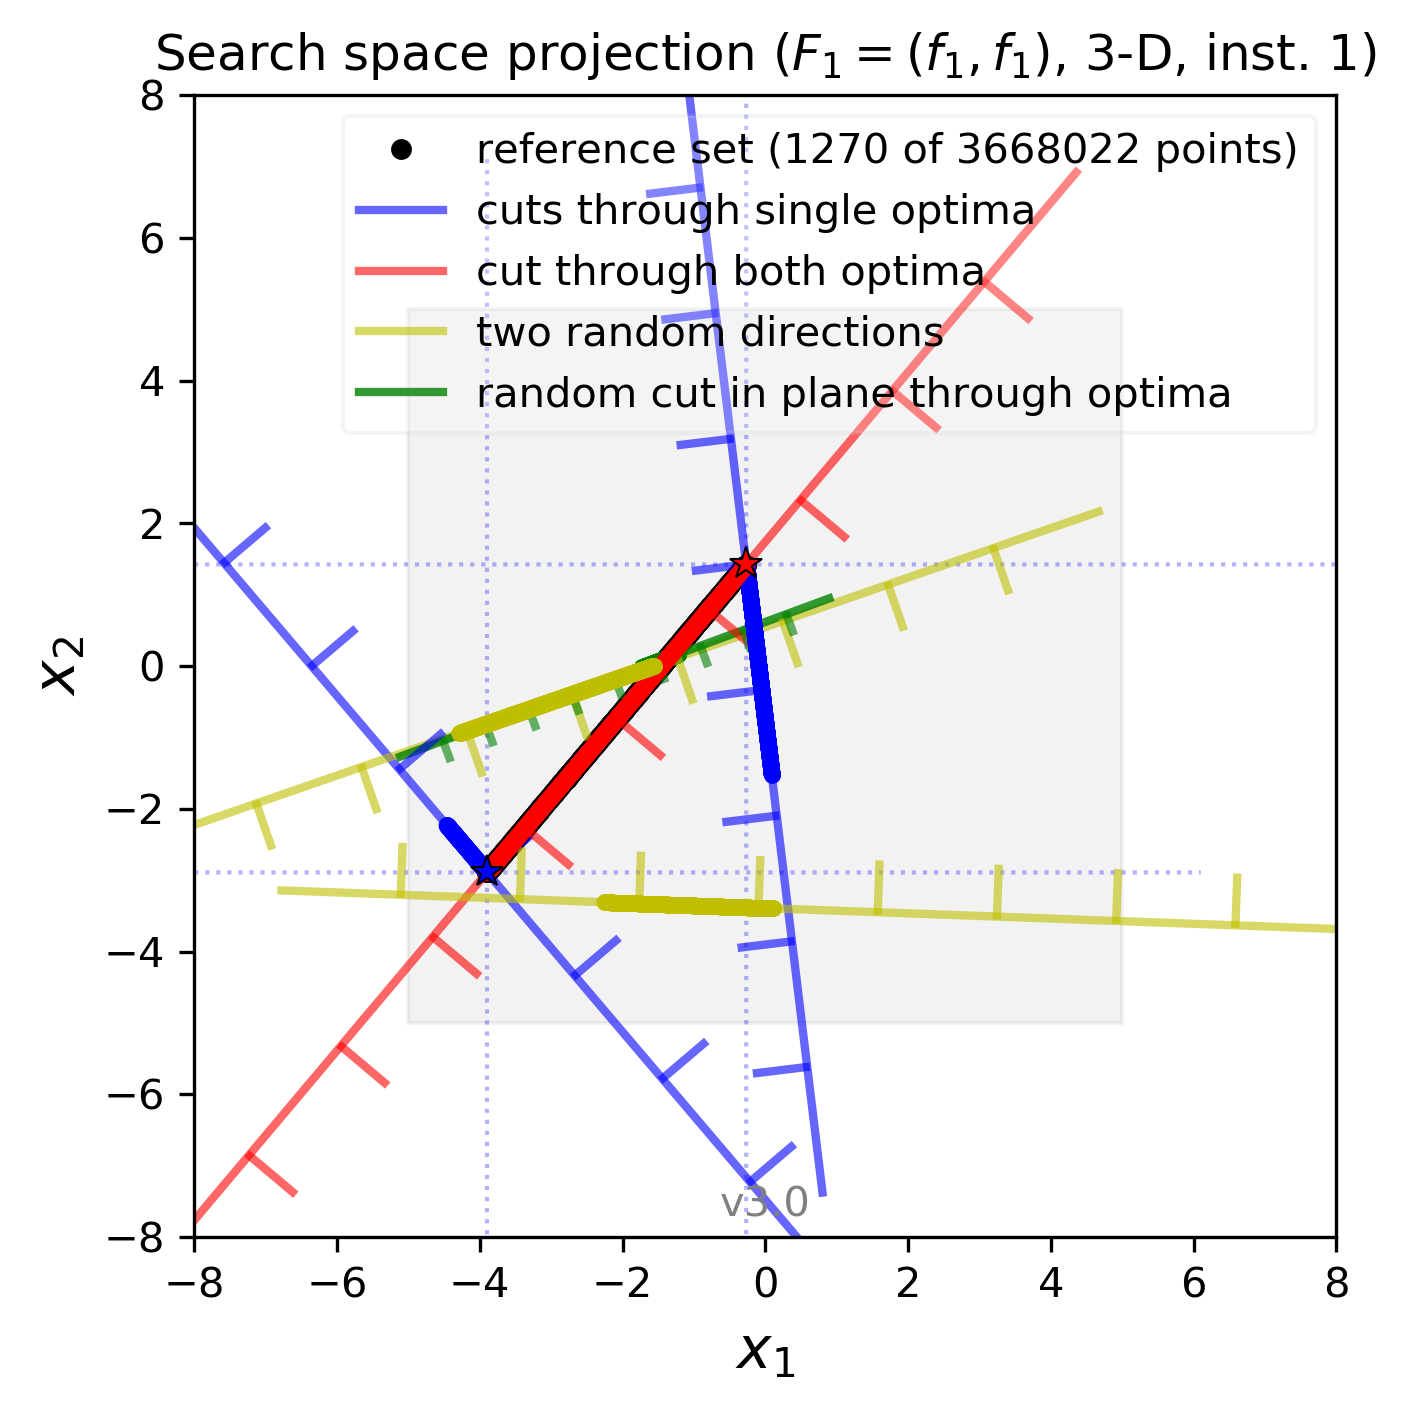 Search space projection (F₁ = (f₁, f₁), 3-D, inst. 1)
8
6
4
2
0
−2
−4
−6
−8
reference set (1270 of 3668022 points)
cuts through single optima
cut through both optima
two random directions
random cut in plane through optima
v3.0
−8 −6 −4 −2 0 2 4 6 8
x₁
x₂